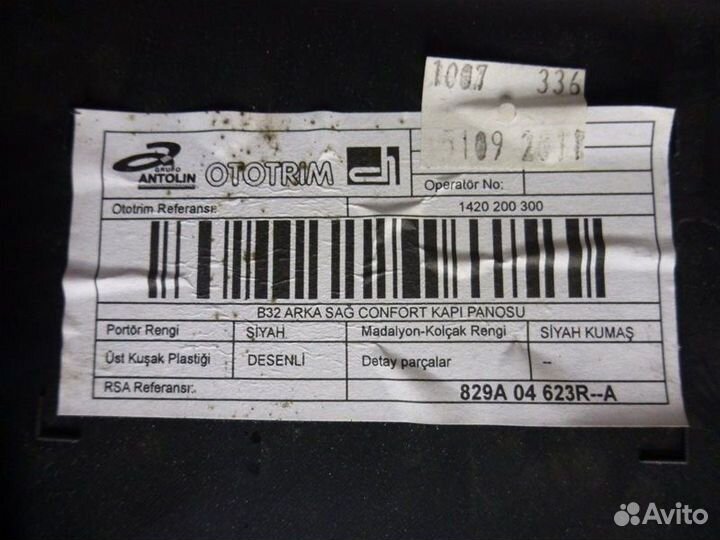 1007 336
5109 2011
GRUPO
ANTOLIN OTOTRiM
Operatör No:
Ototrim Referansı: 1420 200 300
B32 ARKA SAĞ CONFORT KAPI PANOSU
Portör Rengi SİYAH Madalyon-Kolçak Rengi SİYAH KUMAŞ
Üst Kuşak Plastiği DESENLİ Detay parçalar --
RSA Referansı: 829A 04 623R--A
Avito